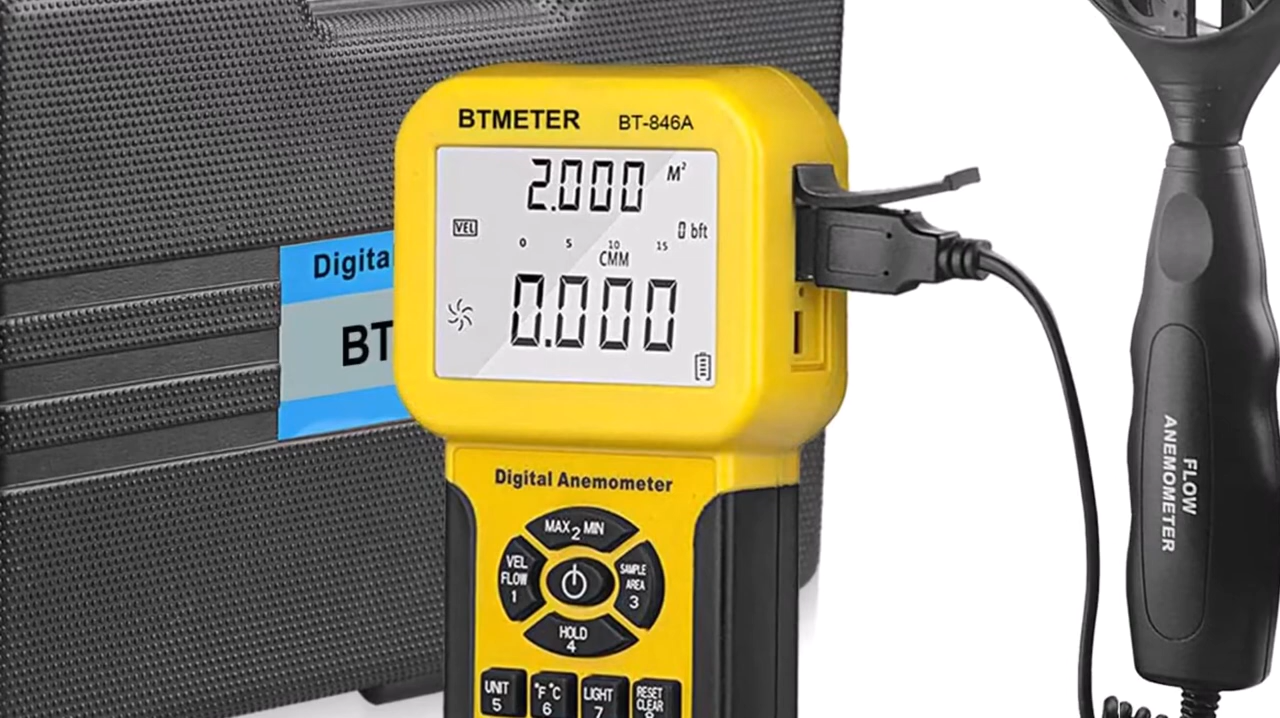 BTMETER BT-846A
2.000 M²
VEL
0 bft
0 5 10 15
CMM
0.000
Digita
BT
Digital Anemometer
MAX 2 MIN
VEL
FLOW
1
SAMPLE
AREA
3
HOLD
4
UNIT
5
°F °C
6
LIGHT
7
RESET
CLEAR
8
FLOW
ANEMOMETER